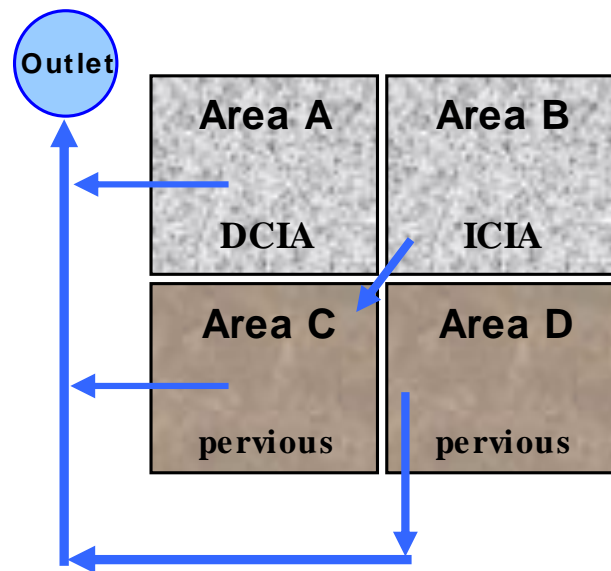 Outlet
Area A
Area B
DCIA
ICIA
Area C
Area D
pervious
pervious